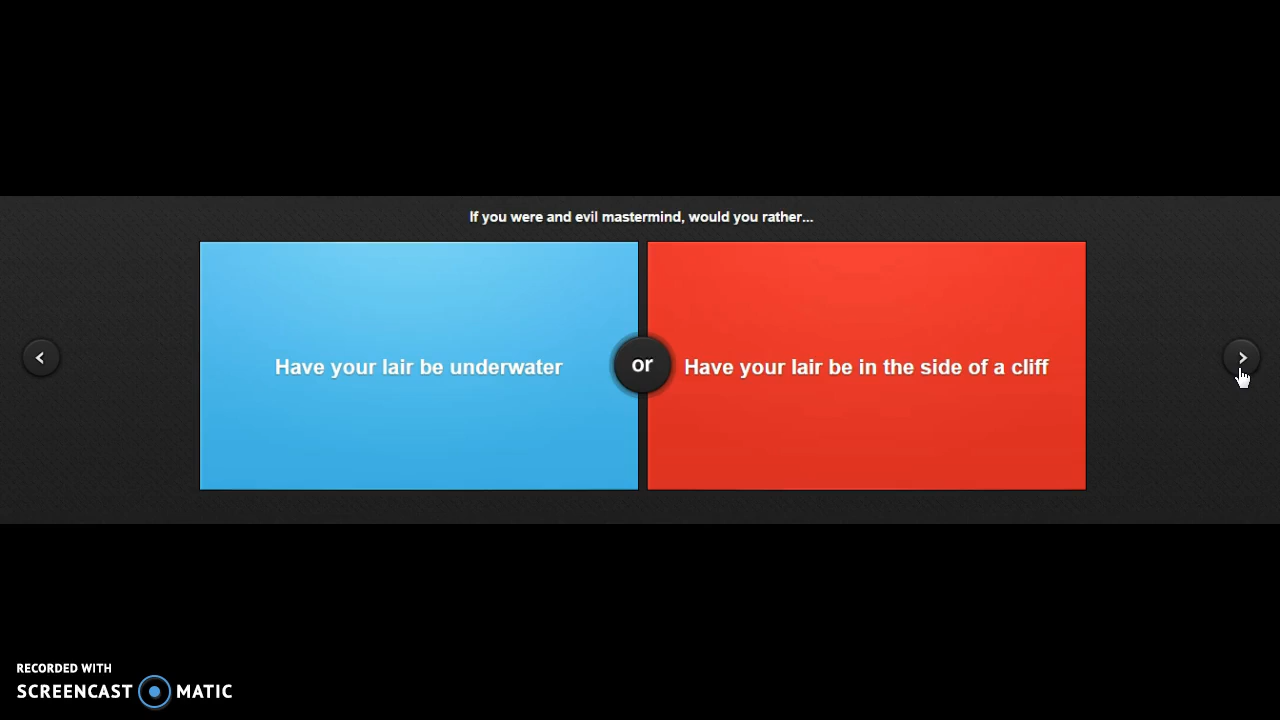 If you were and evil mastermind, would you rather...
Have your lair be underwater
or
Have your lair be in the side of a cliff
RECORDED WITH
SCREENCAST MATIC